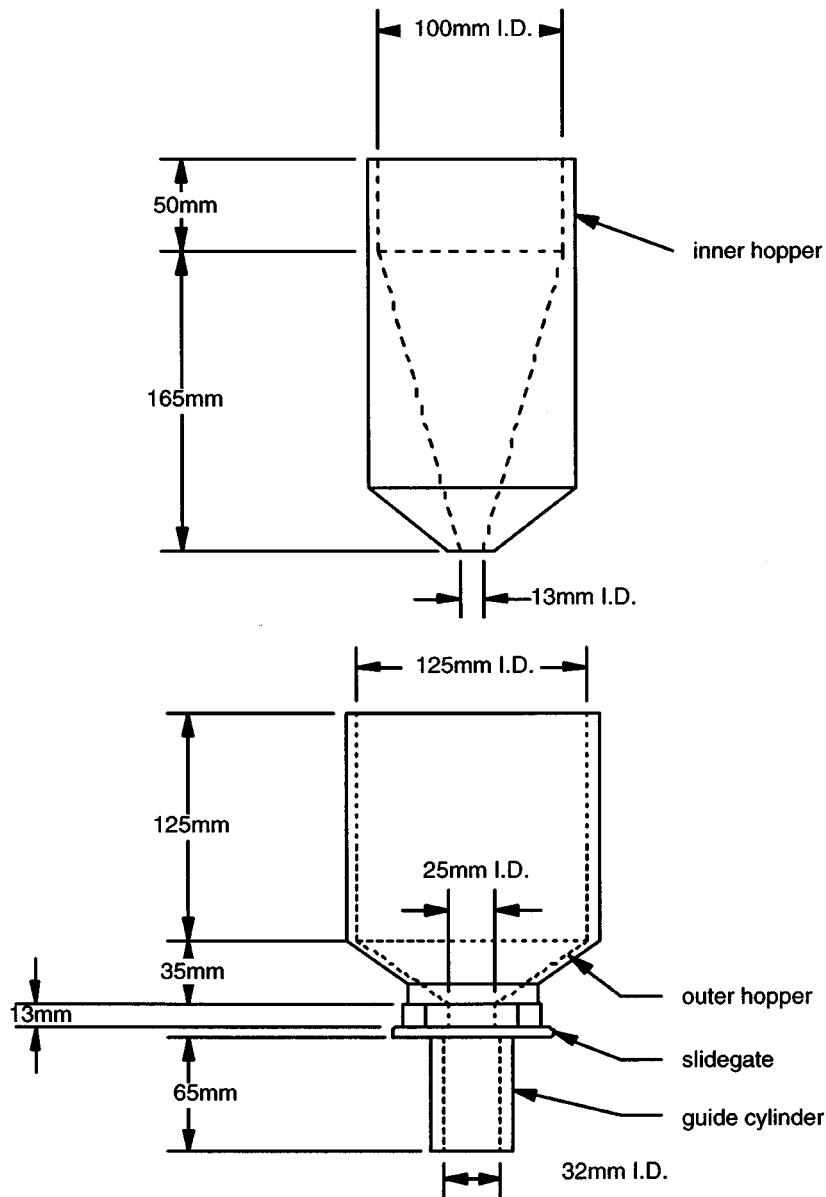 100mm I.D.
50mm
inner hopper
165mm
13mm I.D.
125mm I.D.
125mm
25mm I.D.
35mm
outer hopper
13mm
slidegate
65mm
guide cylinder
32mm I.D.